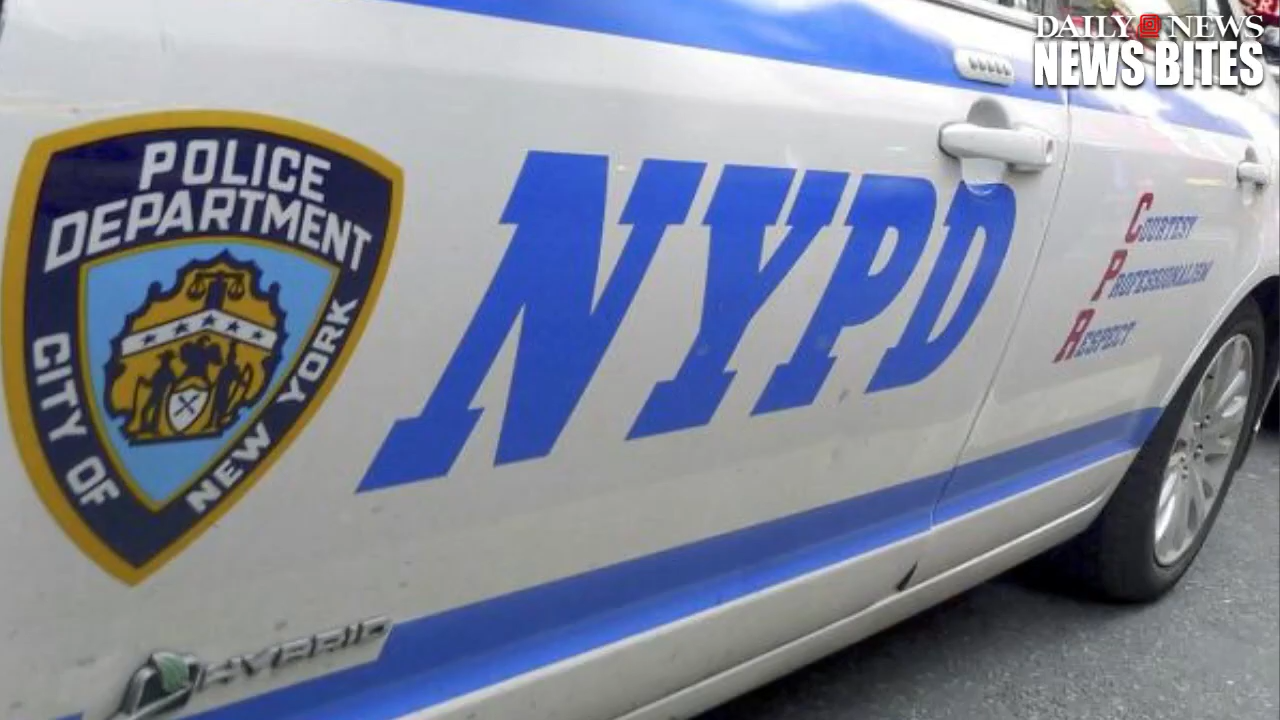 DAILY NEWS
NEWS BITES
POLICE
DEPARTMENT
CITY OF
NEW YORK
NYPD
COURTESY
PROFESSIONALISM
RESPECT
HYBRID